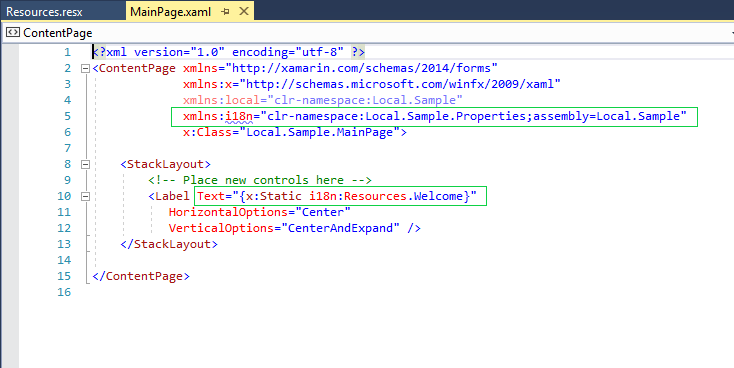 Resources.resx MainPage.xaml
ContentPage
1 <?xml version="1.0" encoding="utf-8" ?>
2 <ContentPage xmlns="http://xamarin.com/schemas/2014/forms"
3 xmlns:x="http://schemas.microsoft.com/winfx/2009/xaml"
4 xmlns:local="clr-namespace:Local.Sample"
5 xmlns:i18n="clr-namespace:Local.Sample.Properties;assembly=Local.Sample"
6 x:Class="Local.Sample.MainPage">
7
8 <StackLayout>
9 <!-- Place new controls here -->
10 <Label Text="{x:Static i18n:Resources.Welcome}"
11 HorizontalOptions="Center"
12 VerticalOptions="CenterAndExpand" />
13 </StackLayout>
14
15 </ContentPage>
16